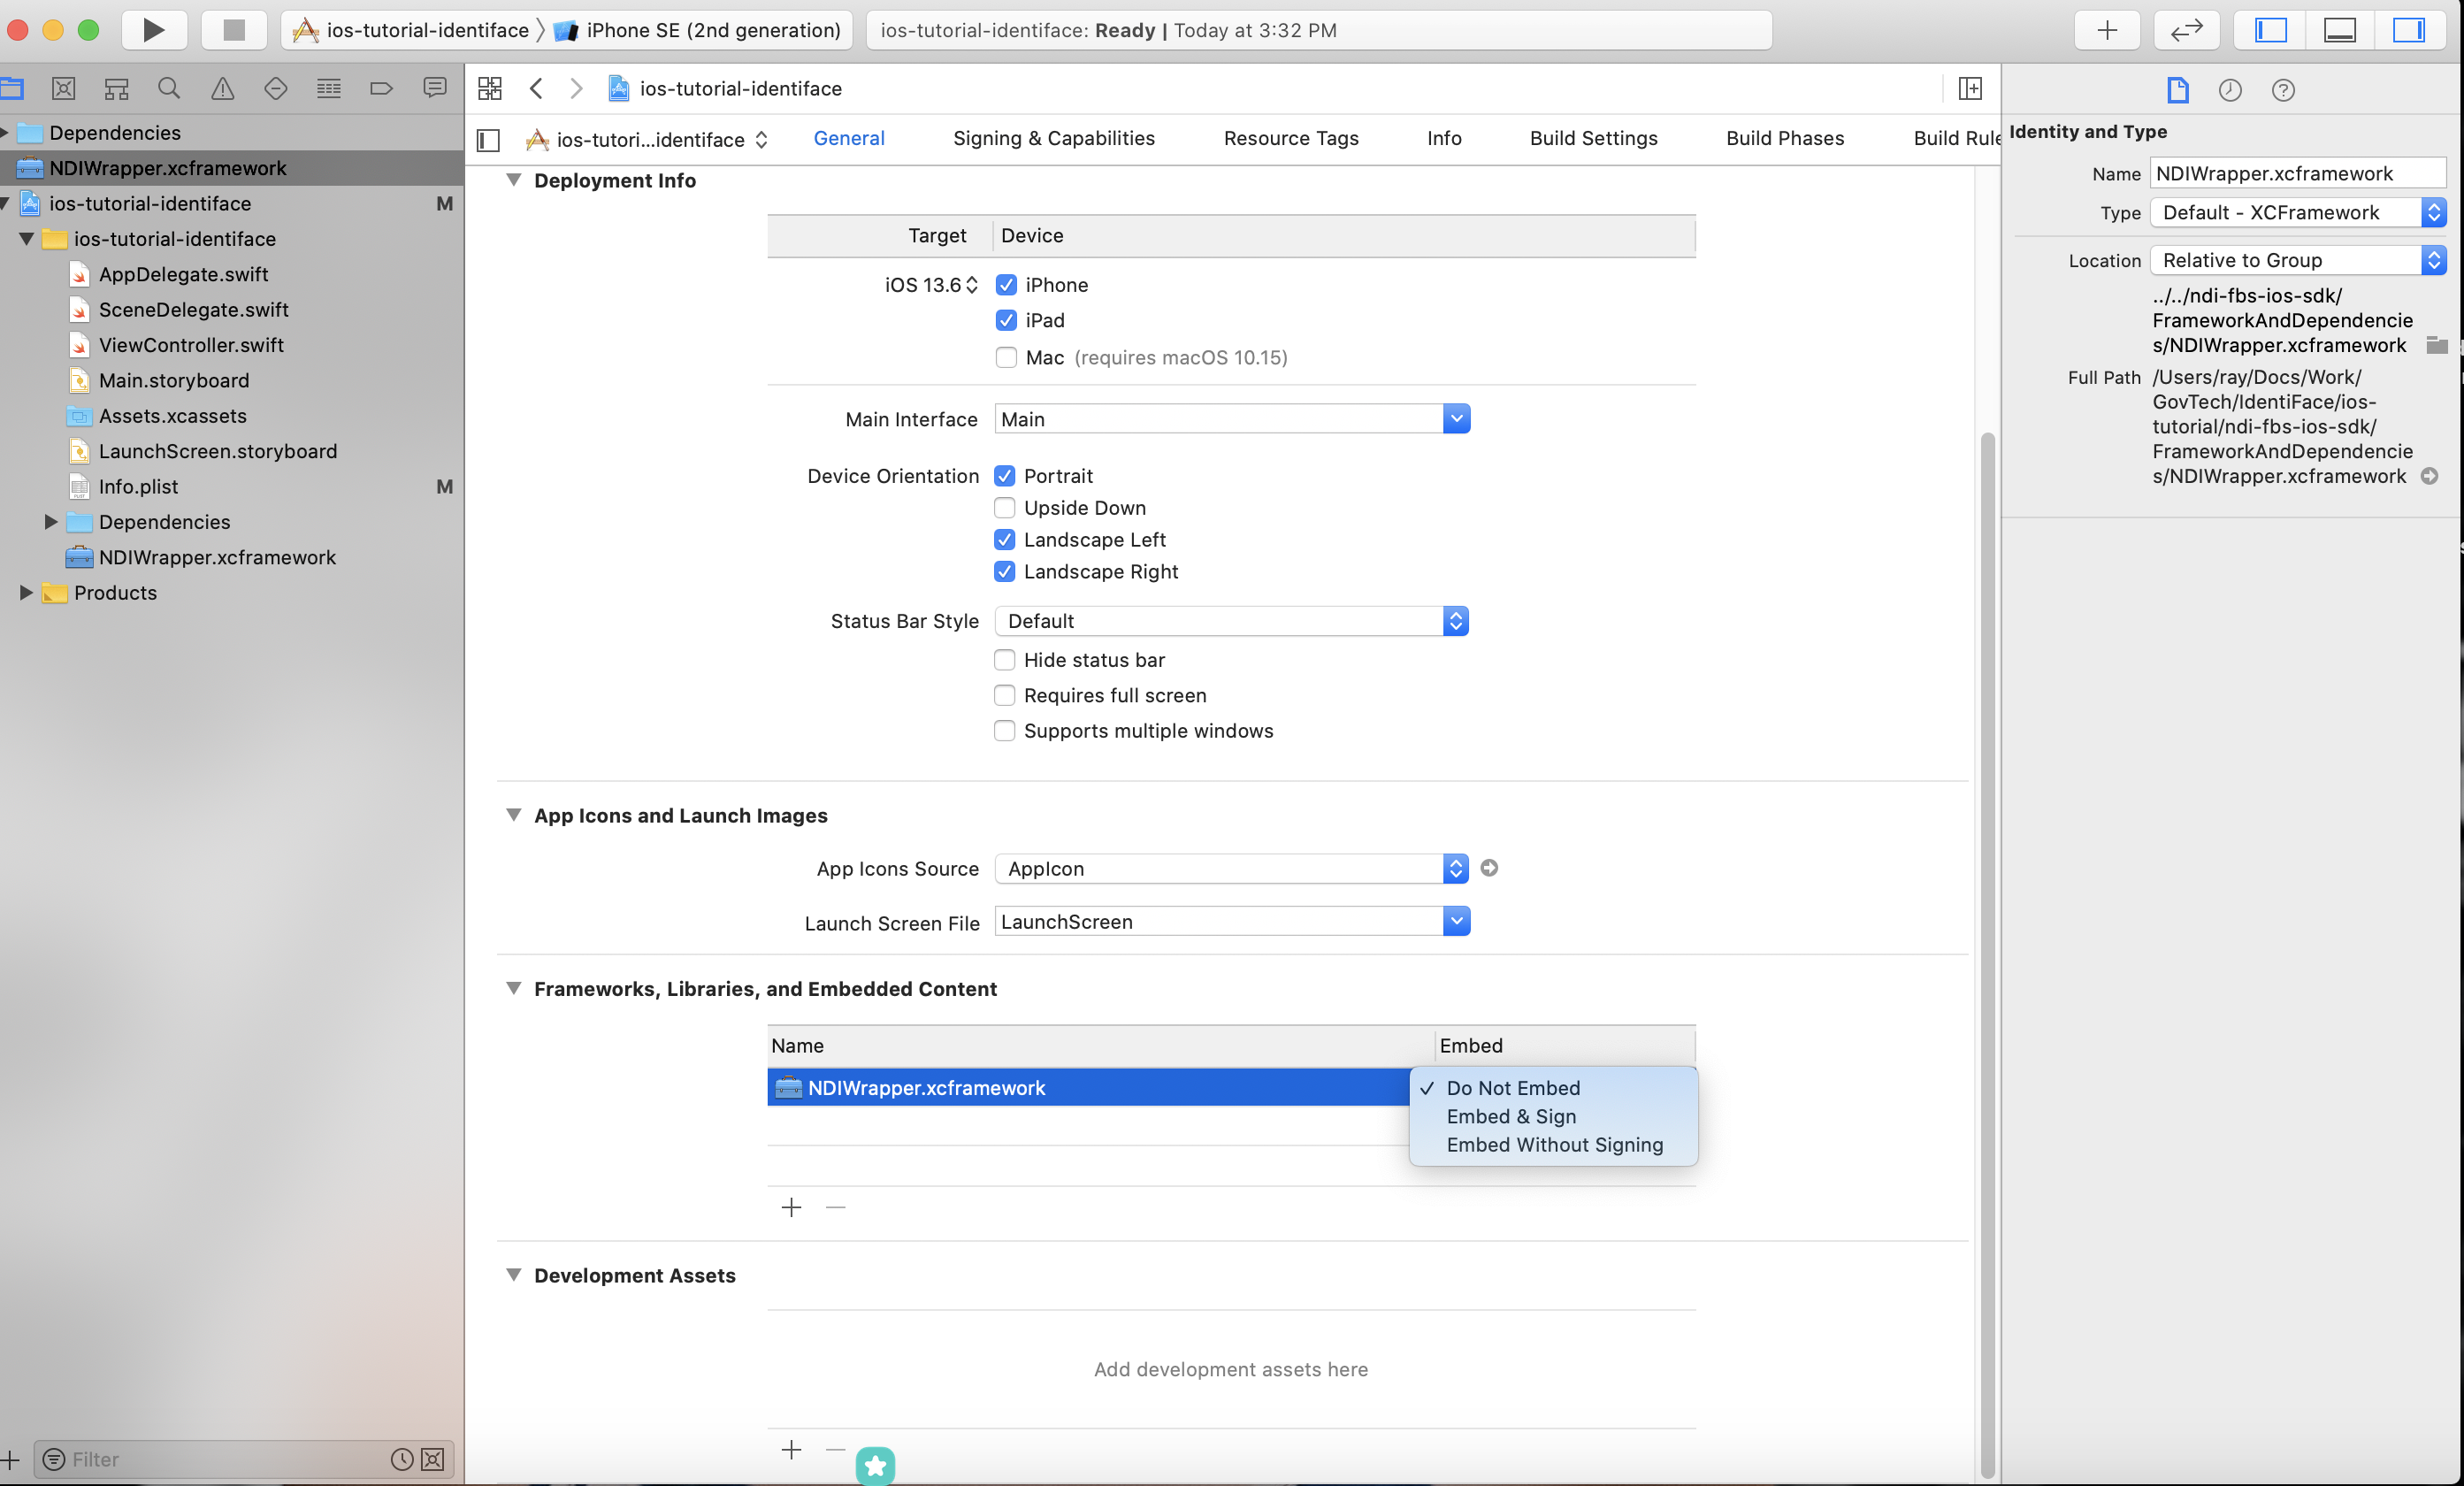 ios-tutorial-identiface
iPhone SE (2nd generation)
ios-tutorial-identiface: Ready | Today at 3:32 PM
Dependencies
NDIWrapper.xcframework
ios-tutorial-identiface M
ios-tutorial-identiface
AppDelegate.swift
SceneDelegate.swift
ViewController.swift
Main.storyboard
Assets.xcassets
LaunchScreen.storyboard
Info.plist M
Dependencies
NDIWrapper.xcframework
Products
Filter
ios-tutorial-identiface
ios-tutori...identiface
General
Signing & Capabilities
Resource Tags
Info
Build Settings
Build Phases
Build Rule
Deployment Info
Target Device
iOS 13.6 iPhone
iPad
Mac (requires macOS 10.15)
Main Interface Main
Device Orientation Portrait
Upside Down
Landscape Left
Landscape Right
Status Bar Style Default
Hide status bar
Requires full screen
Supports multiple windows
App Icons and Launch Images
App Icons Source AppIcon
Launch Screen File LaunchScreen
Frameworks, Libraries, and Embedded Content
Name Embed
NDIWrapper.xcframework
Do Not Embed
Embed & Sign
Embed Without Signing
Development Assets
Add development assets here
Identity and Type
Name NDIWrapper.xcframework
Type Default - XCFramework
Location Relative to Group
../../ndi-fbs-ios-sdk/
FrameworkAndDependencie
s/NDIWrapper.xcframework
Full Path /Users/ray/Docs/Work/
GovTech/IdentiFace/ios-
tutorial/ndi-fbs-ios-sdk/
FrameworkAndDependencie
s/NDIWrapper.xcframework